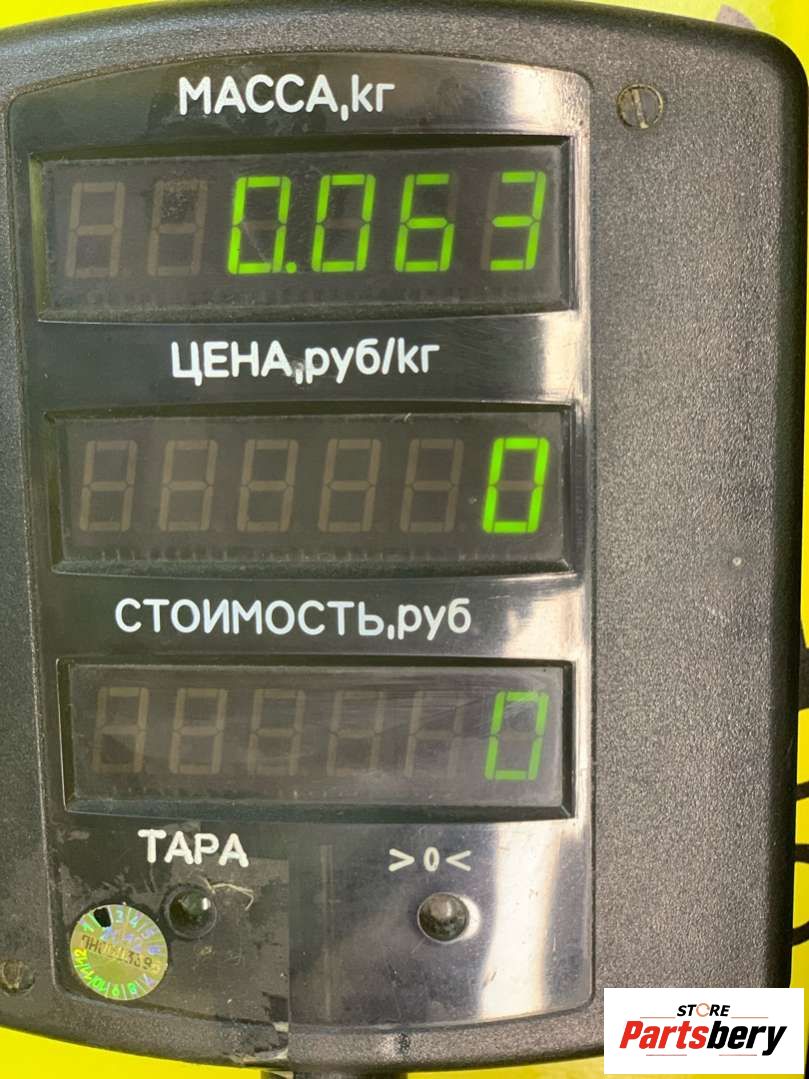 МАССА,кг
0.063
ЦЕНА,руб/кг
0
СТОИМОСТЬ,руб
0
ТАРА >0<
STORE
Partsbery